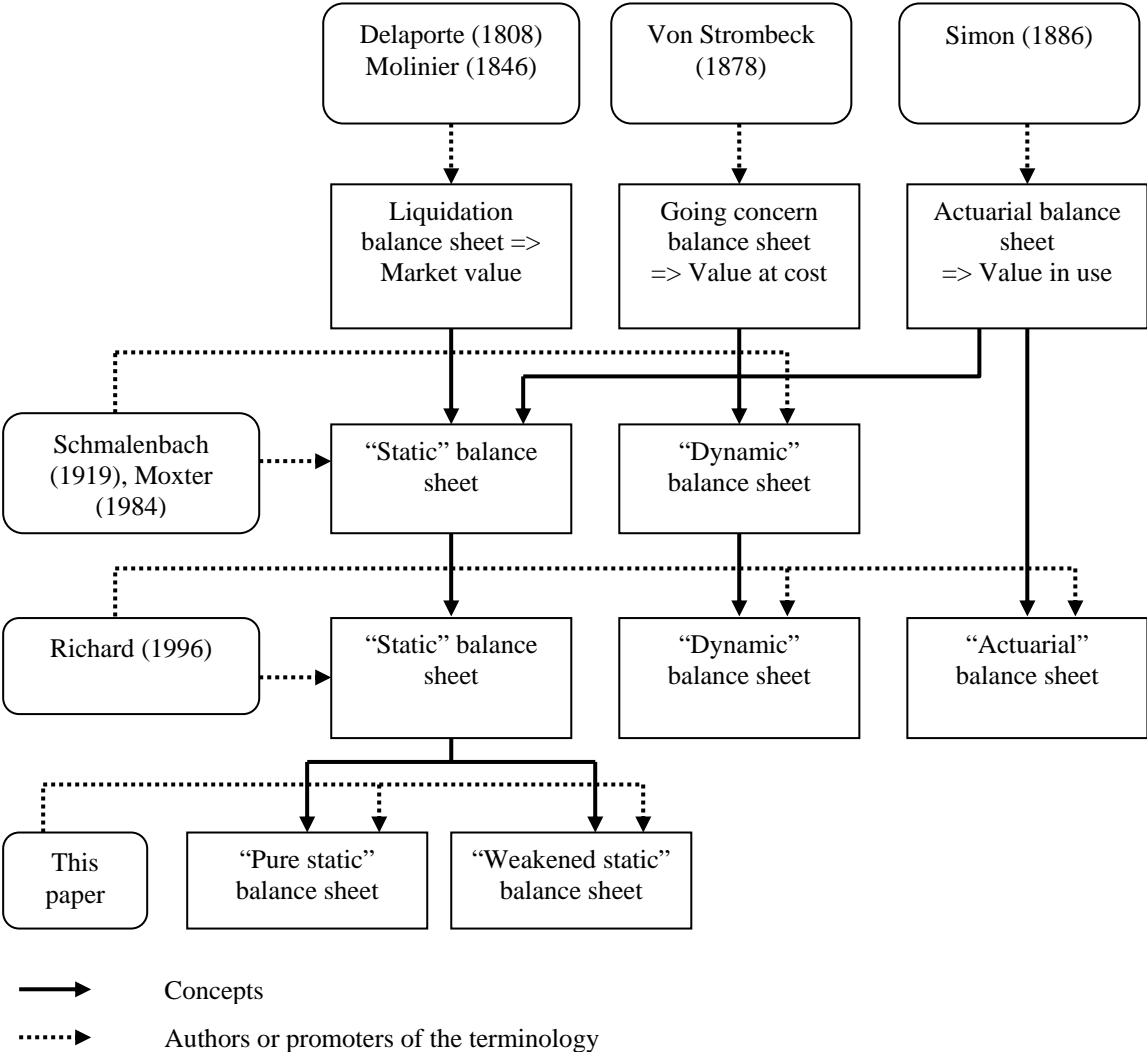 Delaporte (1808)
Molinier (1846)
Von Strombeck
(1878)
Simon (1886)
Liquidation
balance sheet =>
Market value
Going concern
balance sheet
=> Value at cost
Actuarial balance
sheet
=> Value in use
Schmalenbach
(1919), Moxter
(1984)
“Static” balance
sheet
“Dynamic”
balance sheet
Richard (1996)
“Static” balance
sheet
“Dynamic”
balance sheet
“Actuarial”
balance sheet
This
paper
“Pure static”
balance sheet
“Weakened static”
balance sheet
Concepts
Authors or promoters of the terminology